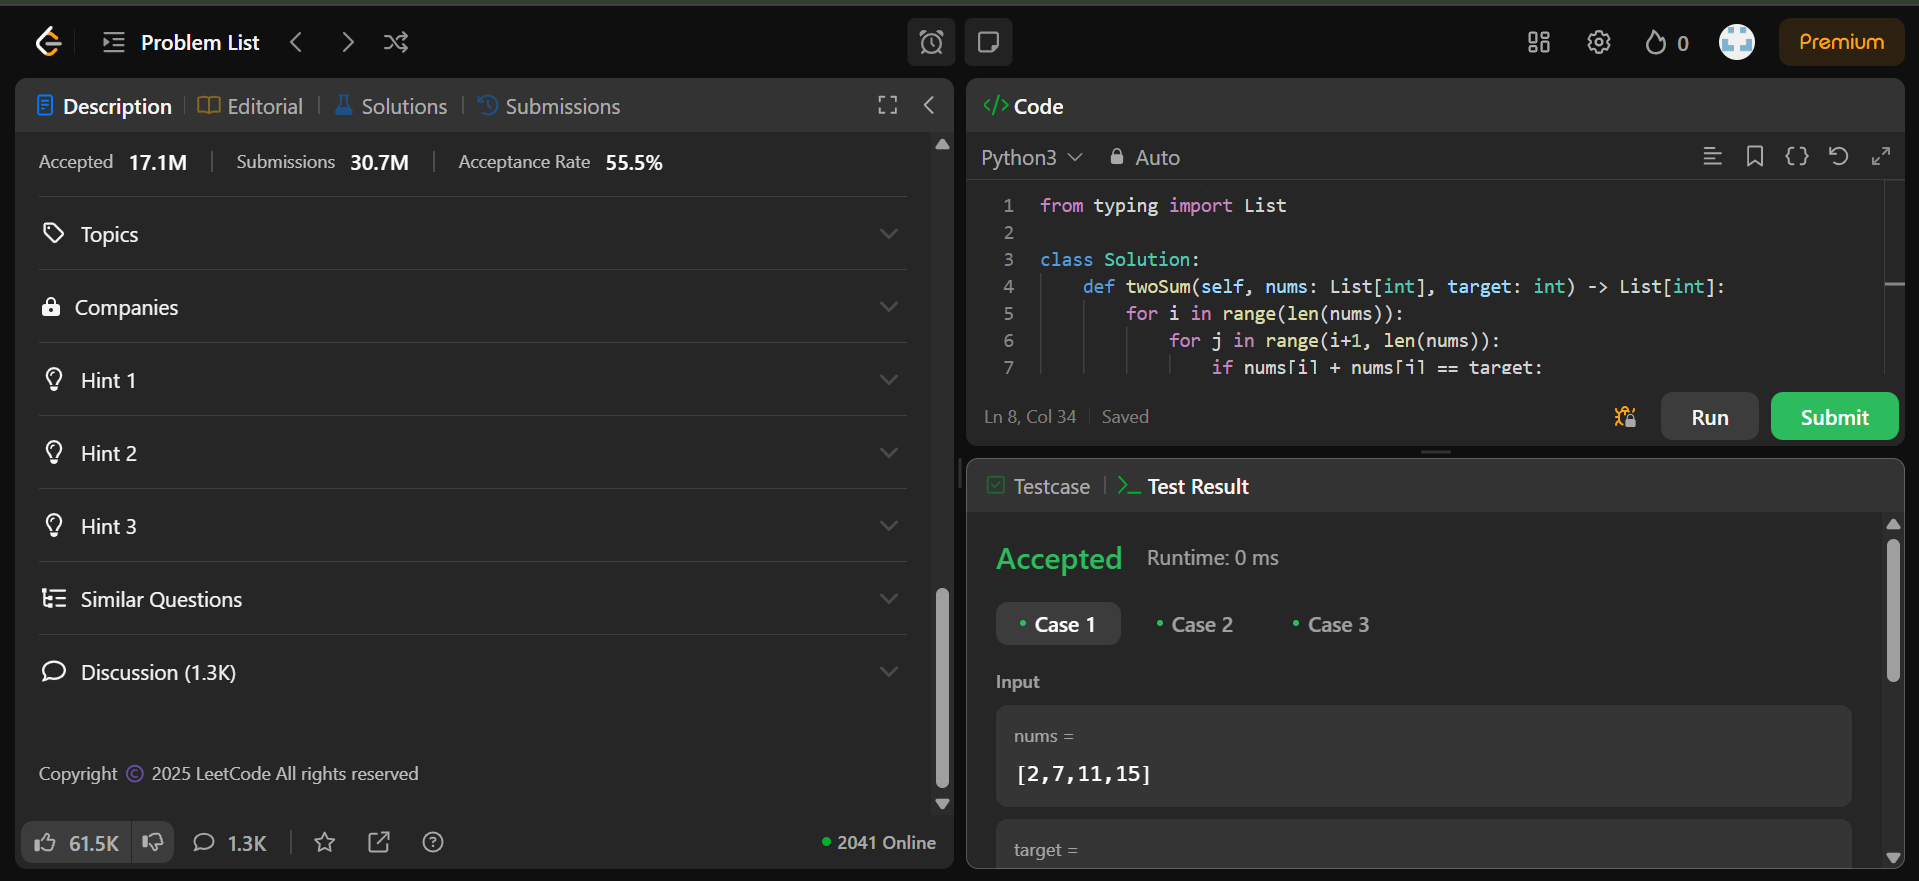 Problem List
0
Premium
Description
Editorial
Solutions
Submissions
Accepted 17.1M
Submissions 30.7M
Acceptance Rate 55.5%
Topics
Companies
Hint 1
Hint 2
Hint 3
Similar Questions
Discussion (1.3K)
Copyright © 2025 LeetCode All rights reserved
61.5K
1.3K
2041 Online
</> Code
Python3
Auto
1 from typing import List
2
3 class Solution:
4 def twoSum(self, nums: List[int], target: int) -> List[int]:
5 for i in range(len(nums)):
6 for j in range(i+1, len(nums)):
7 if nums[i] + nums[j] == target:
Ln 8, Col 34
Saved
Run
Submit
Testcase
Test Result
Accepted
Runtime: 0 ms
Case 1
Case 2
Case 3
Input
nums =
[2,7,11,15]
target =